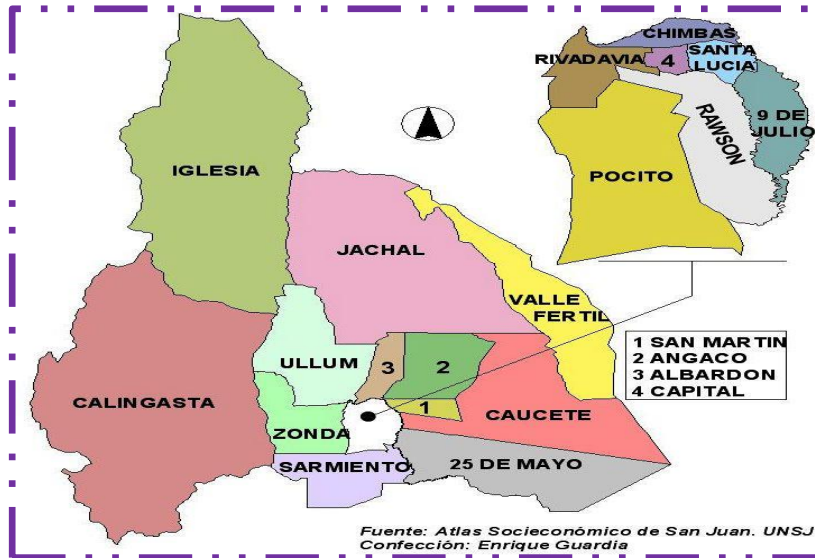 CHIMBAS
RIVADAVIA
4
SANTA
LUCIA
9 DE
JULIO
RAWSON
POCITO
IGLESIA
JACHAL
VALLE
FERTIL
ULLUM
3
2
1
CALINGASTA
CAUCETE
ZONDA
SARMIENTO
25 DE MAYO
1 SAN MARTIN
2 ANGACO
3 ALBARDON
4 CAPITAL
Fuente: Atlas Socieconómico de San Juan. UNSJ
Confección: Enrique Guardia